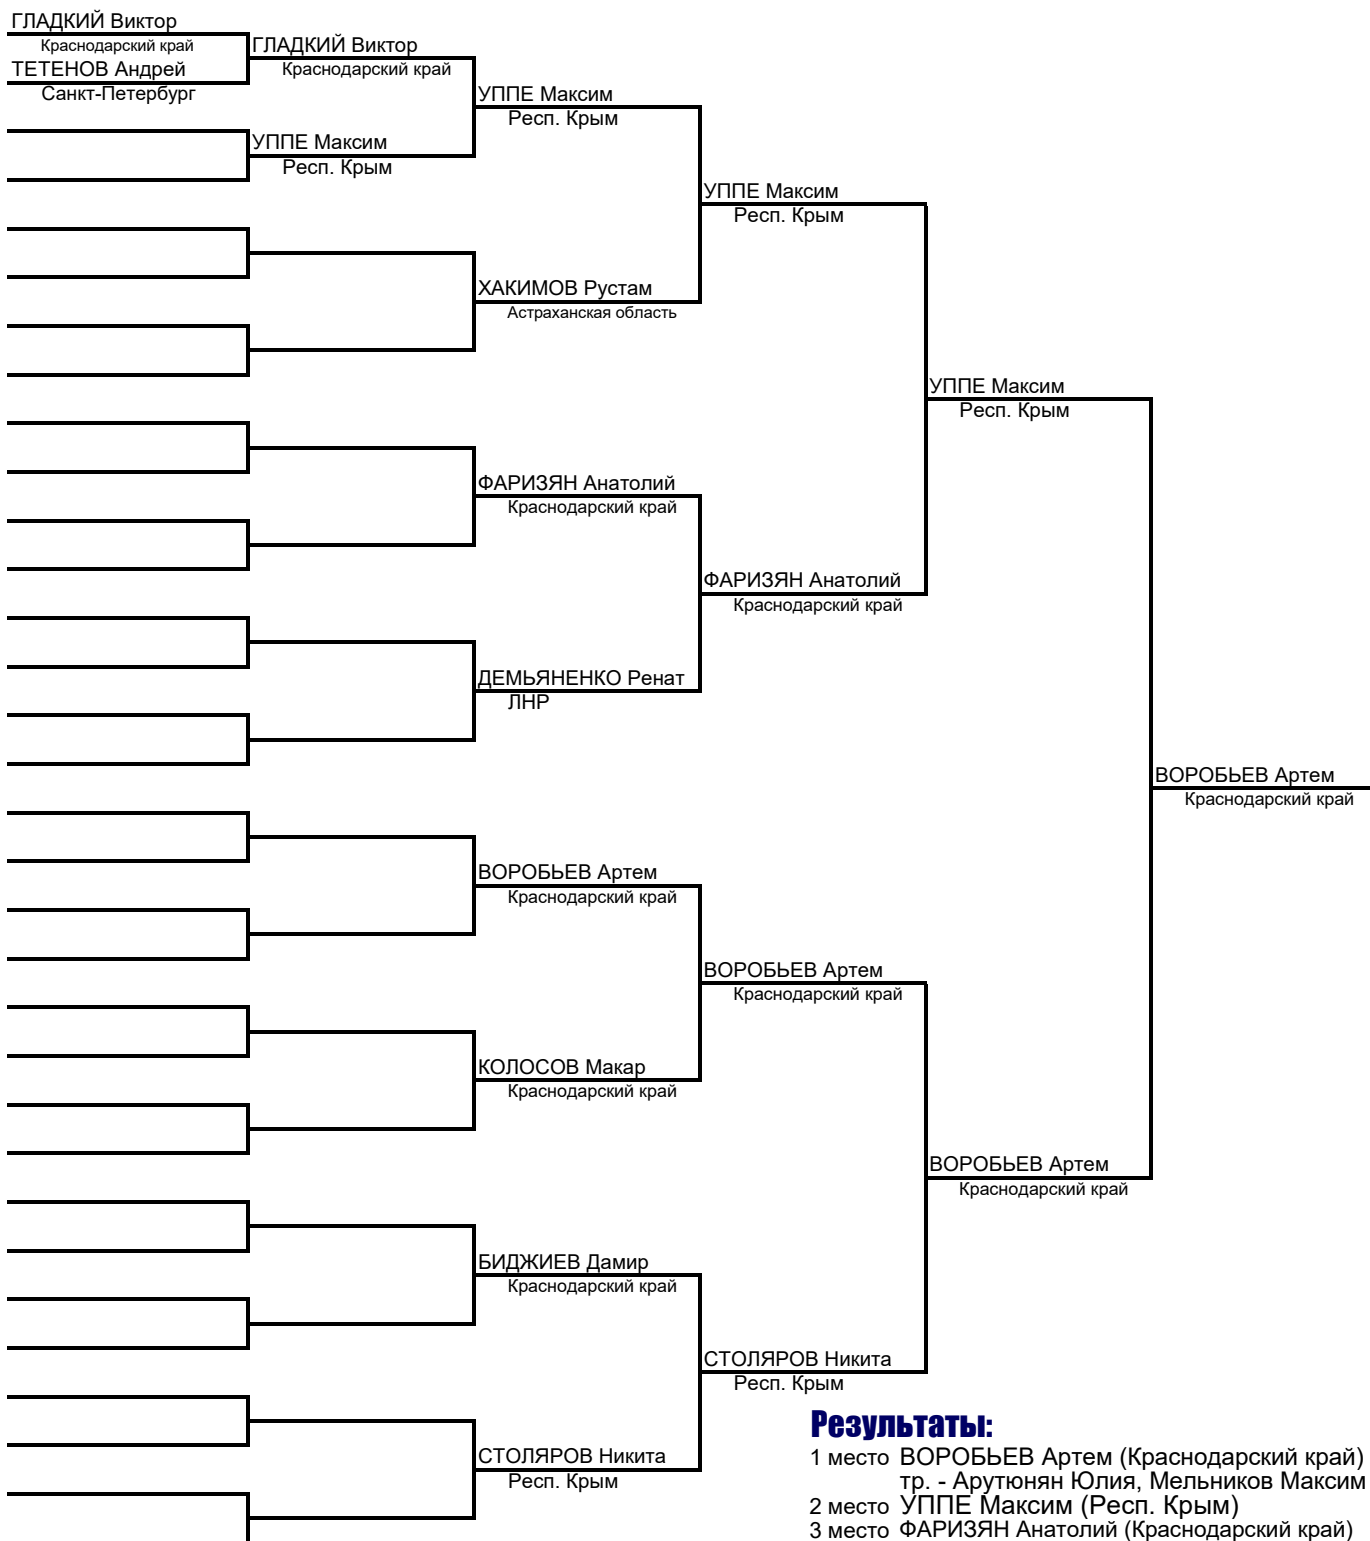 ГЛАДКИЙ Виктор
Краснодарский край
ТЕТЕНОВ Андрей
Санкт-Петербург
ГЛАДКИЙ Виктор
Краснодарский край
УППЕ Максим
Респ. Крым
УППЕ Максим
Респ. Крым
ХАКИМОВ Рустам
Астраханская область
УППЕ Максим
Респ. Крым
ФАРИЗЯН Анатолий
Краснодарский край
ДЕМЬЯНЕНКО Ренат
ЛНР
ФАРИЗЯН Анатолий
Краснодарский край
УППЕ Максим
Респ. Крым
ВОРОБЬЕВ Артем
Краснодарский край
ВОРОБЬЕВ Артем
Краснодарский край
КОЛОСОВ Макар
Краснодарский край
ВОРОБЬЕВ Артем
Краснодарский край
БИДЖИЕВ Дамир
Краснодарский край
СТОЛЯРОВ Никита
Респ. Крым
СТОЛЯРОВ Никита
Респ. Крым
ВОРОБЬЕВ Артем
Краснодарский край
Результаты:
1 место ВОРОБЬЕВ Артем (Краснодарский край)
тр. - Арутюнян Юлия, Мельников Максим
2 место УППЕ Максим (Респ. Крым)
3 место ФАРИЗЯН Анатолий (Краснодарский край)